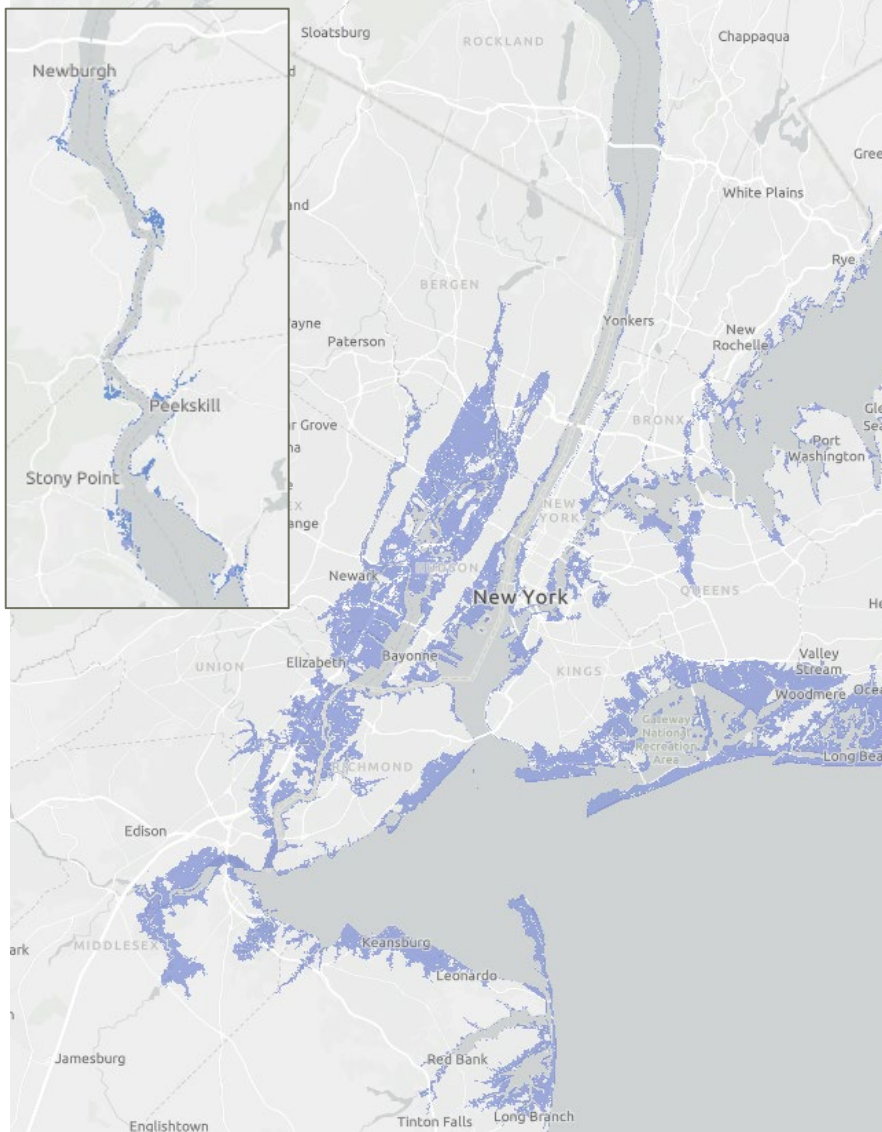 Newburgh
Peekskill
Stony Point
Sloatsburg
ROCKLAND
Chappaqua
White Plains
Rye
BERGEN
Paterson
Yonkers
New
Rochelle
BRONX
Port
Washington
NEW
YORK
Newark
HUDSON
New York
QUEENS
UNION
Elizabeth
Bayonne
KINGS
Valley
Stream
Woodmere
Gateway
National
Recreation
Area
RICHMOND
Edison
MIDDLESEX
Keansburg
Leonardo
Jamesburg
Red Bank
Englishtown
Tinton Falls
Long Branch